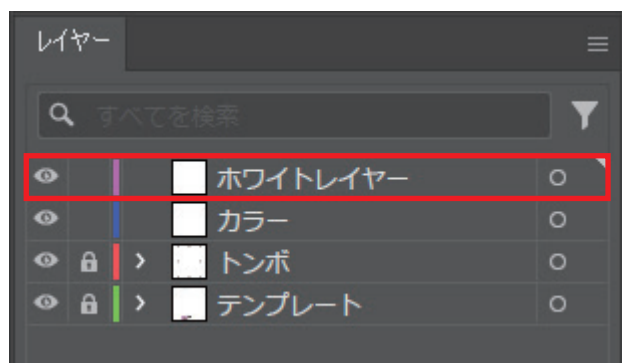 レイヤー
すべてを検索
ホワイトレイヤー
カラー
トンボ
テンプレート